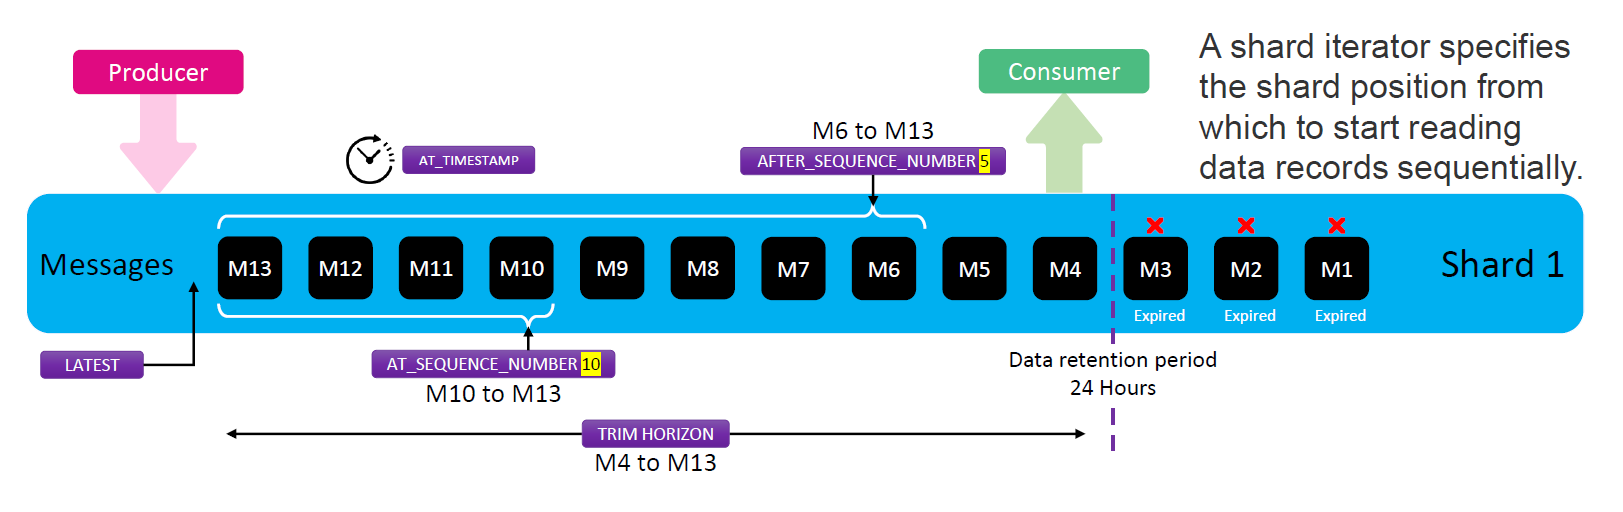 Producer
Consumer
A shard iterator specifies
the shard position from
which to start reading
data records sequentially.
M6 to M13
AT_TIMESTAMP
AFTER_SEQUENCE_NUMBER 5
Messages
M13
M12
M11
M10
M9
M8
M7
M6
M5
M4
M3
M2
M1
Shard 1
Expired
Expired
Expired
LATEST
AT_SEQUENCE_NUMBER 10
M10 to M13
Data retention period
24 Hours
TRIM HORIZON
M4 to M13